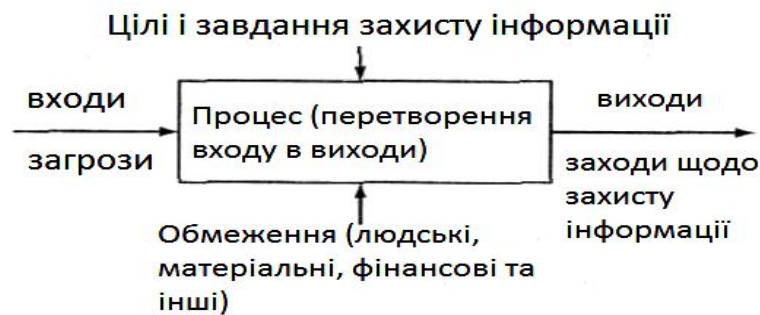 Цілі і завдання захисту інформації
входи
загрози
Процес (перетворення
входу в виходи)
виходи
заходи щодо
захисту
інформації
Обмеження (людські,
матеріальні, фінансові та
інші)